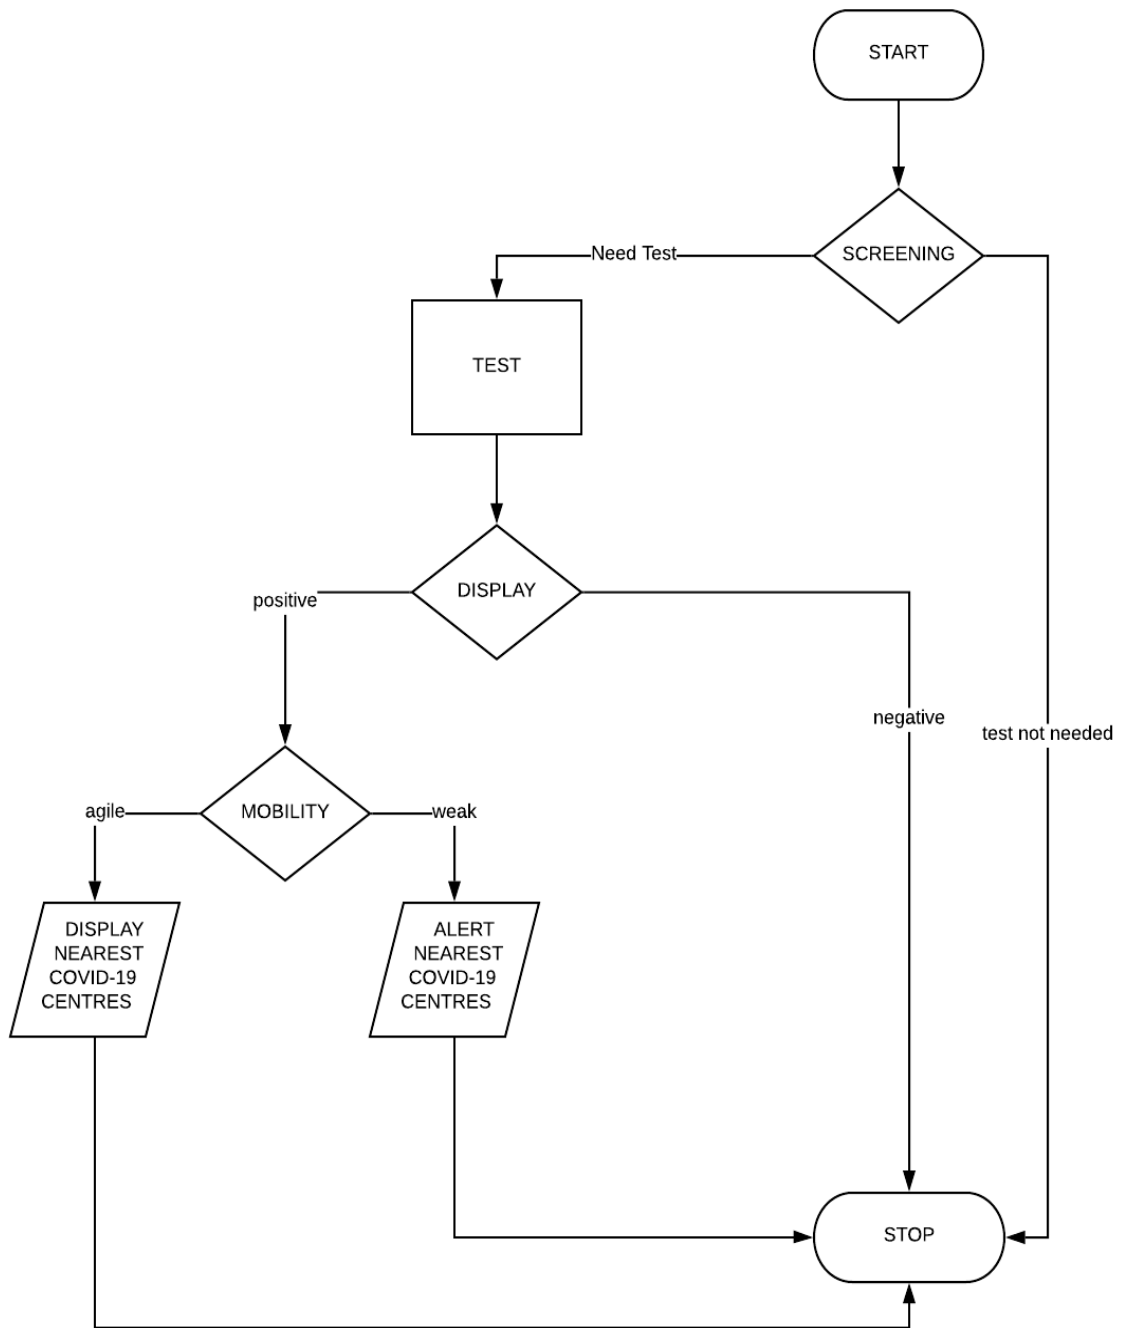 START
SCREENING
Need Test
TEST
DISPLAY
positive
negative
test not needed
MOBILITY
agile
weak
DISPLAY
NEAREST
COVID-19
CENTRES
ALERT
NEAREST
COVID-19
CENTRES
STOP